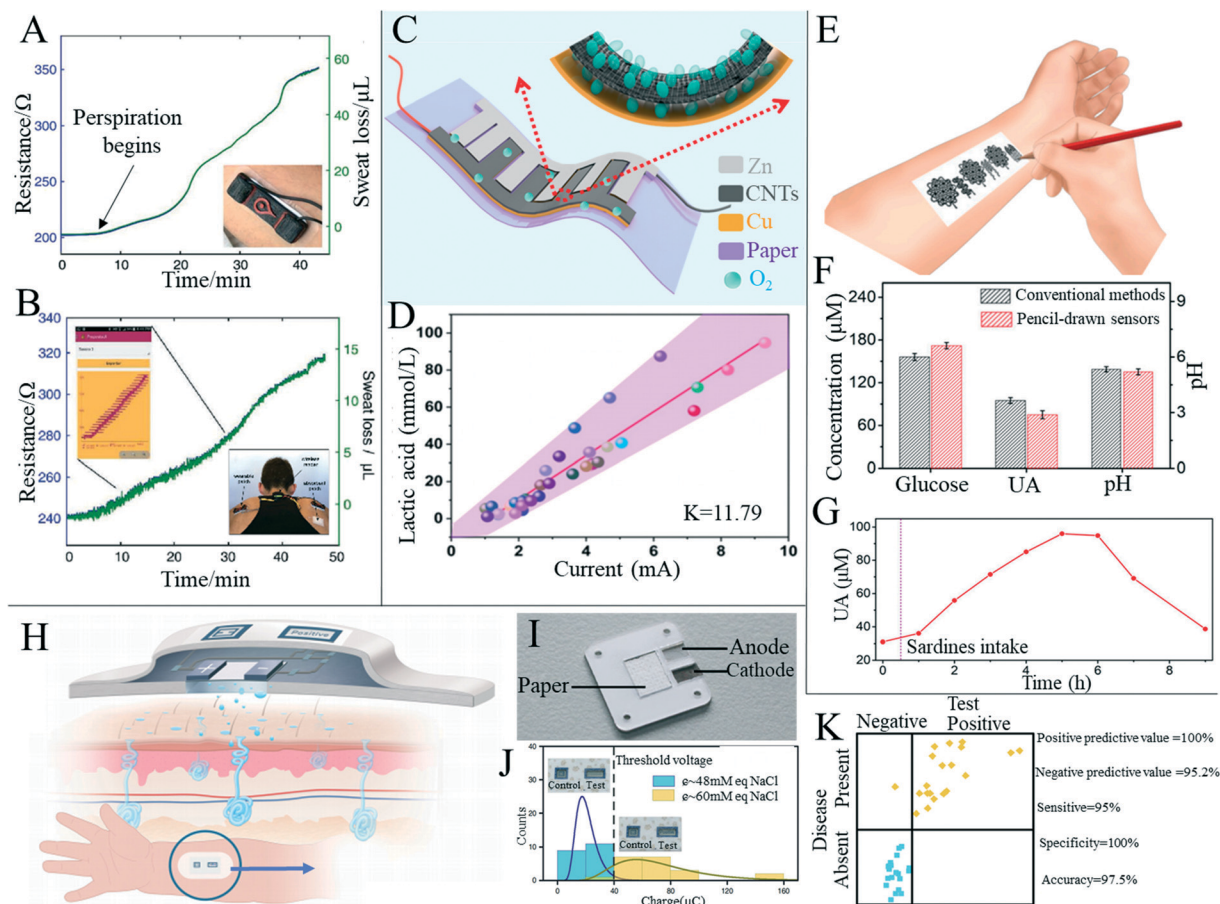 A
350
300
250
200
Resistance/Ω
Perspiration
begins
60
40
20
0
Sweat loss/μL
0 10 20 30 40
Time/min
B
340
320
300
280
260
240
Resistance/Ω
15
10
5
0
Sweat loss / μL
0 10 20 30 40 50
Time/min
C
Zn
CNTs
Cu
Paper
O₂
D
100
80
60
40
20
0
Lactic acid (mmol/L)
K=11.79
0 2 4 6 8 10
Current (mA)
E
F
240
180
120
60
0
Concentration (μM)
Conventional methods
Pencil-drawn sensors
9
6
3
0
pH
Glucose UA pH
G
100
80
60
40
20
UA (μM)
Sardines intake
0 2 4 6 8
Time (h)
H
+ -
Positive
I
Anode
Cathode
Paper
J
40
30
20
10
0
Counts
Threshold voltage
ø~48mM eq NaCl
ø~60mM eq NaCl
Control Test
Control Test
0 40 80 120 160
Charge(μC)
K
Test
Negative Positive
Disease
Present
Absent
Positive predictive value =100%
Negative predictive value =95.2%
Sensitive=95%
Specificity=100%
Accuracy=97.5%